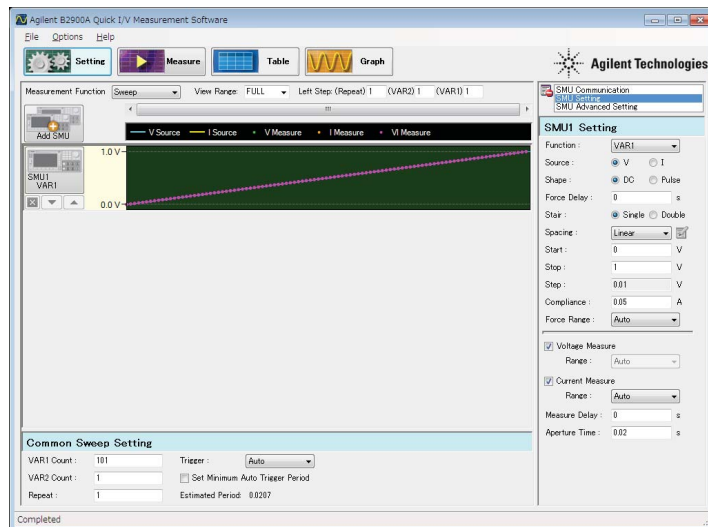 Agilent B2900A Quick I/V Measurement Software
File Options Help
Setting Measure Table Graph
Agilent Technologies
Measurement Function Sweep View Range: FULL Left Step: (Repeat) 1 (VAR2) 1 (VAR1) 1
Add SMU
V Source I Source V Measure I Measure VI Measure
SMU1
VAR1
1.0 V
0.0 V
SMU Communication
SMU Setting
SMU Advanced Setting
SMU1 Setting
Function : VAR1
Source : V I
Shape : DC Pulse
Force Delay : 0 s
Stair : Single Double
Spacing : Linear
Start : 0 V
Stop : 1 V
Step : 0.01 V
Compliance : 0.05 A
Force Range : Auto
Voltage Measure
Range : Auto
Current Measure
Range : Auto
Measure Delay : 0 s
Aperture Time : 0.02 s
Common Sweep Setting
VAR1 Count : 101 Trigger : Auto
VAR2 Count : 1 Set Minimum Auto Trigger Period
Repeat : 1 Estimated Period: 0.0207
Completed